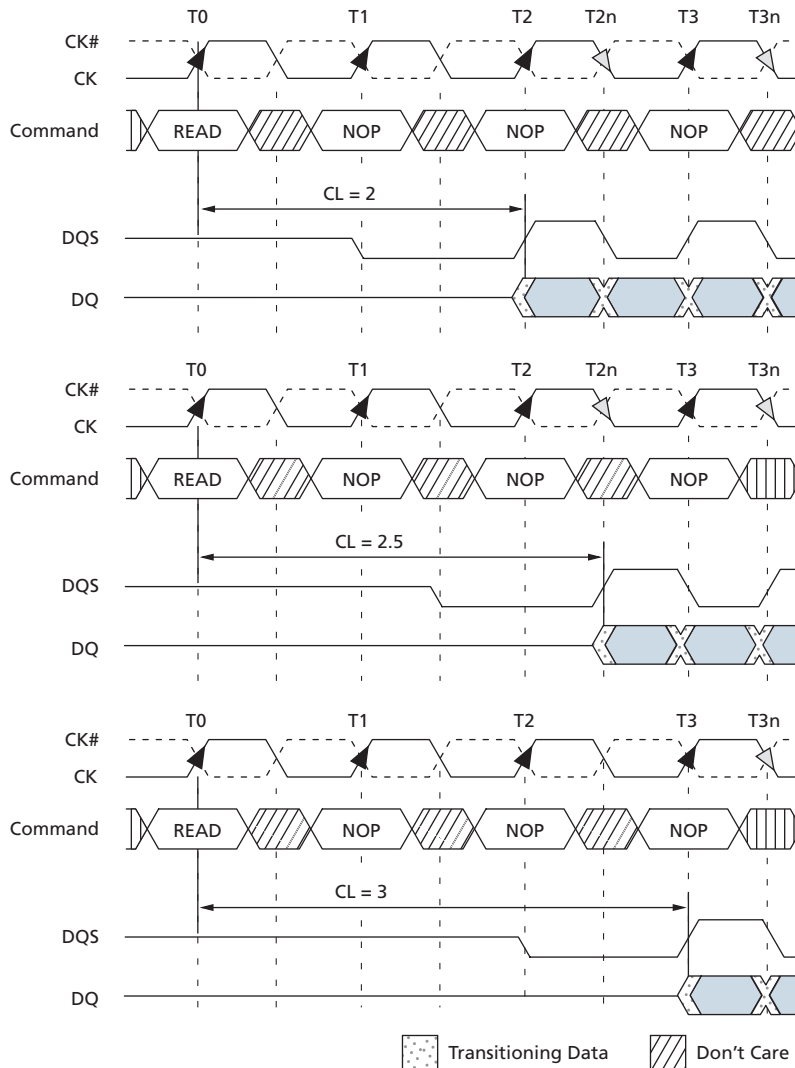 T0 T1 T2 T2n T3 T3n
CK#
CK
Command READ NOP NOP NOP
CL = 2
DQS
DQ
T0 T1 T2 T2n T3 T3n
CK#
CK
Command READ NOP NOP NOP
CL = 2.5
DQS
DQ
T0 T1 T2 T3 T3n
CK#
CK
Command READ NOP NOP NOP
CL = 3
DQS
DQ
Transitioning Data Don't Care